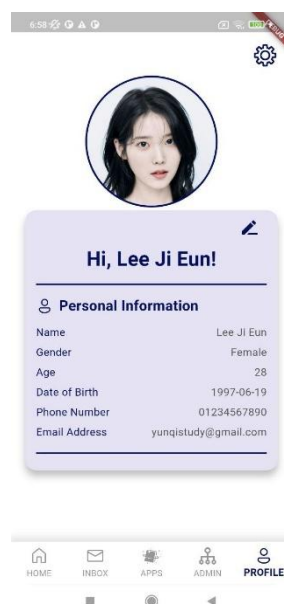 6:58
Hi, Lee Ji Eun!
Personal Information
Name Lee Ji Eun
Gender Female
Age 28
Date of Birth 1997-06-19
Phone Number 01234567890
Email Address yunqistudy@gmail.com
HOME INBOX APPS ADMIN PROFILE